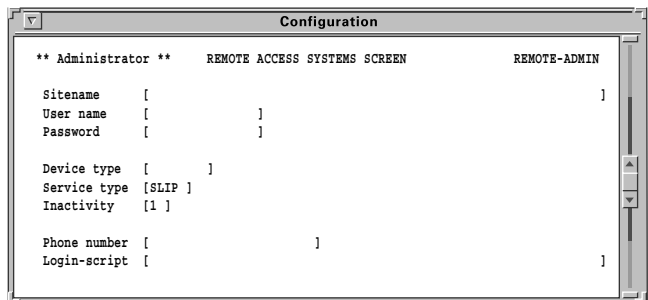 Configuration
** Administrator ** REMOTE ACCESS SYSTEMS SCREEN REMOTE-ADMIN
Sitename [ ]
User name [ ]
Password [ ]
Device type [ ]
Service type [SLIP ]
Inactivity [1 ]
Phone number [ ]
Login-script [ ]